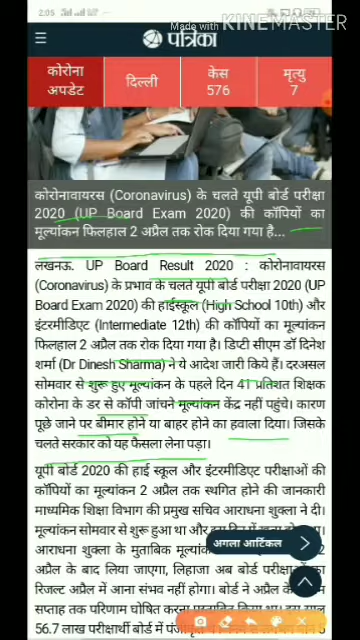 2:05
Made with KINEMASTER
पत्रिका
कोरोना अपडेट
दिल्ली
केस 576
मृत्यु 7
कोरोनावायरस (Coronavirus) के चलते यूपी बोर्ड परीक्षा
2020 (UP Board Exam 2020) की कॉपियों का
मूल्यांकन फिलहाल 2 अप्रैल तक रोक दिया गया है...
लखनऊ. UP Board Result 2020 : कोरोनावायरस
(Coronavirus) के प्रभाव के चलते यूपी बोर्ड परीक्षा 2020 (UP
Board Exam 2020) की हाईस्कूल (High School 10th) और
इंटरमीडिएट (Intermediate 12th) की कॉपियों का मूल्यांकन
फिलहाल 2 अप्रैल तक रोक दिया गया है। डिप्टी सीएम डॉ दिनेश
शर्मा (Dr Dinesh Sharma) ने ये आदेश जारी किये हैं। दरअसल
सोमवार से शुरू हुए मूल्यांकन के पहले दिन 41 प्रतिशत शिक्षक
कोरोना के डर से कॉपी जांचने मूल्यांकन केंद्र नहीं पहुंचे। कारण
पूछे जाने पर बीमार होने या बाहर होने का हवाला दिया। जिसके
चलते सरकार को यह फैसला लेना पड़ा।
यूपी बोर्ड 2020 की हाई स्कूल और इंटरमीडिएट परीक्षाओं की
कॉपियों का मूल्यांकन 2 अप्रैल तक स्थगित होने की जानकारी
माध्यमिक शिक्षा विभाग की प्रमुख सचिव आराधना शुक्ला ने दी।
मूल्यांकन सोमवार से शुरू हुआ था और
अगला आर्टिकल
आराधना शुक्ला के मुताबिक 2
अप्रैल के बाद लिया जाएगा, लिहाजा अब बोर्ड
रिजल्ट अप्रैल में आना संभव नहीं होगा। बोर्ड ने अप्रैल के
सप्ताह तक परिणाम घोषित
56.7 लाख परीक्षार्थी बोर्ड में